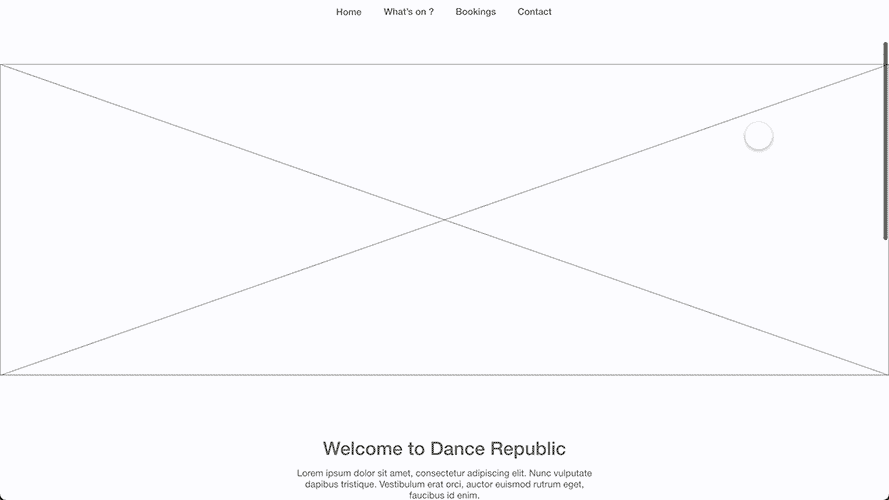 Home What's on ? Bookings Contact
Welcome to Dance Republic
Lorem ipsum dolor sit amet, consectetur adipiscing elit. Nunc vulputate
dapibus tristique. Vestibulum erat orci, auctor euismod rutrum eget,
faucibus id enim.